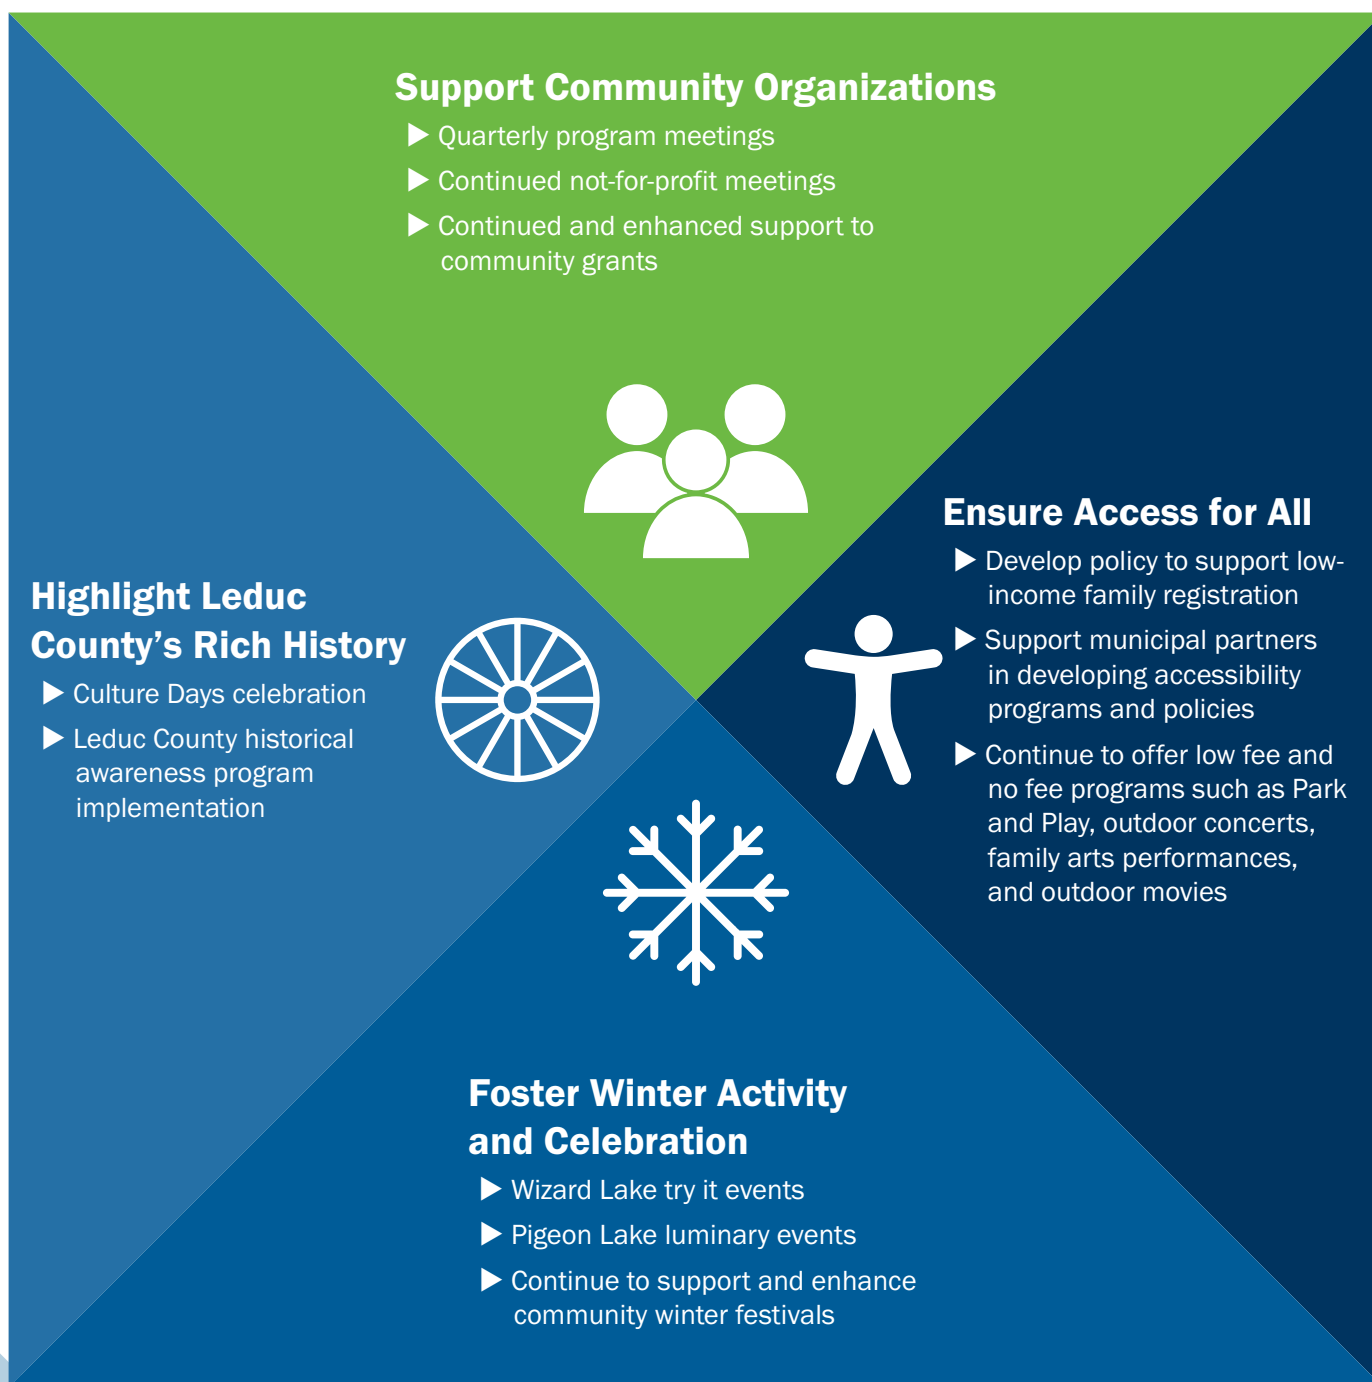 Support Community Organizations
▶ Quarterly program meetings
▶ Continued not-for-profit meetings
▶ Continued and enhanced support to
community grants
Highlight Leduc
County’s Rich History
▶ Culture Days celebration
▶ Leduc County historical
awareness program
implementation
Ensure Access for All
▶ Develop policy to support low-
income family registration
▶ Support municipal partners
in developing accessibility
programs and policies
▶ Continue to offer low fee and
no fee programs such as Park
and Play, outdoor concerts,
family arts performances,
and outdoor movies
Foster Winter Activity
and Celebration
▶ Wizard Lake try it events
▶ Pigeon Lake luminary events
▶ Continue to support and enhance
community winter festivals